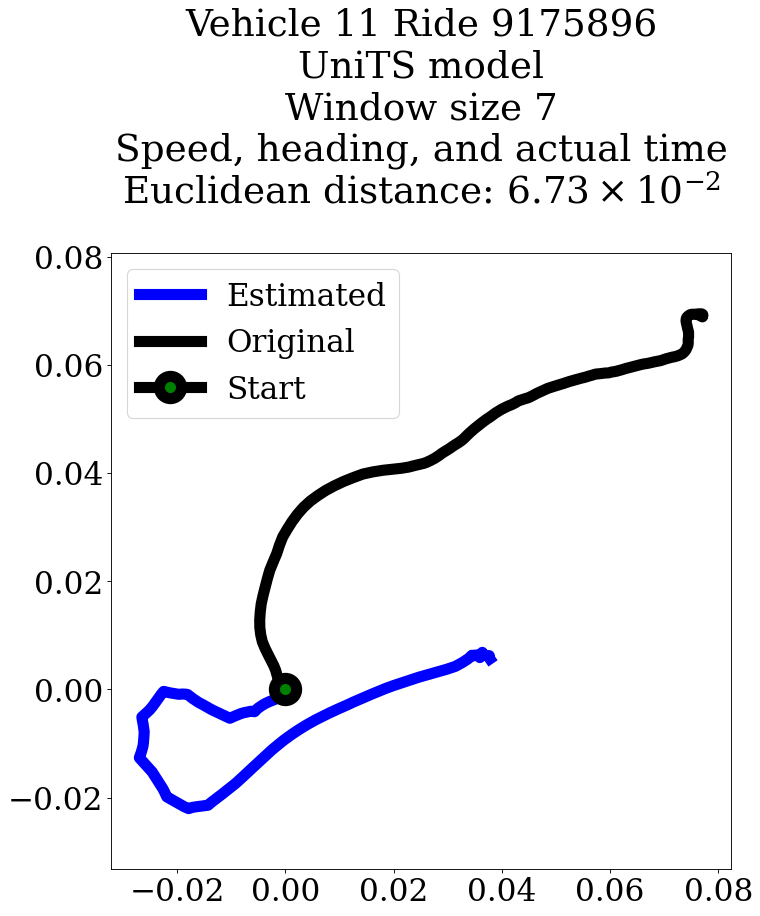 Vehicle 11 Ride 9175896
UniTS model
Window size 7
Speed, heading, and actual time
Euclidean distance: 6.73 × 10⁻²
0.08
Estimated
Original
Start
0.06
0.04
0.02
0.00
−0.02
−0.02 0.00 0.02 0.04 0.06 0.08